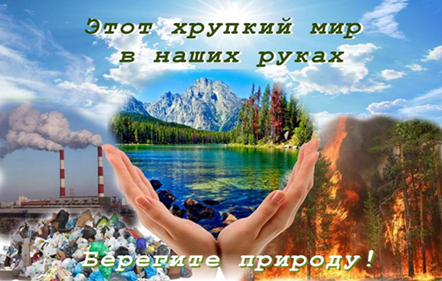 Этот хрупкий мир
в наших руках
Берегите природу!